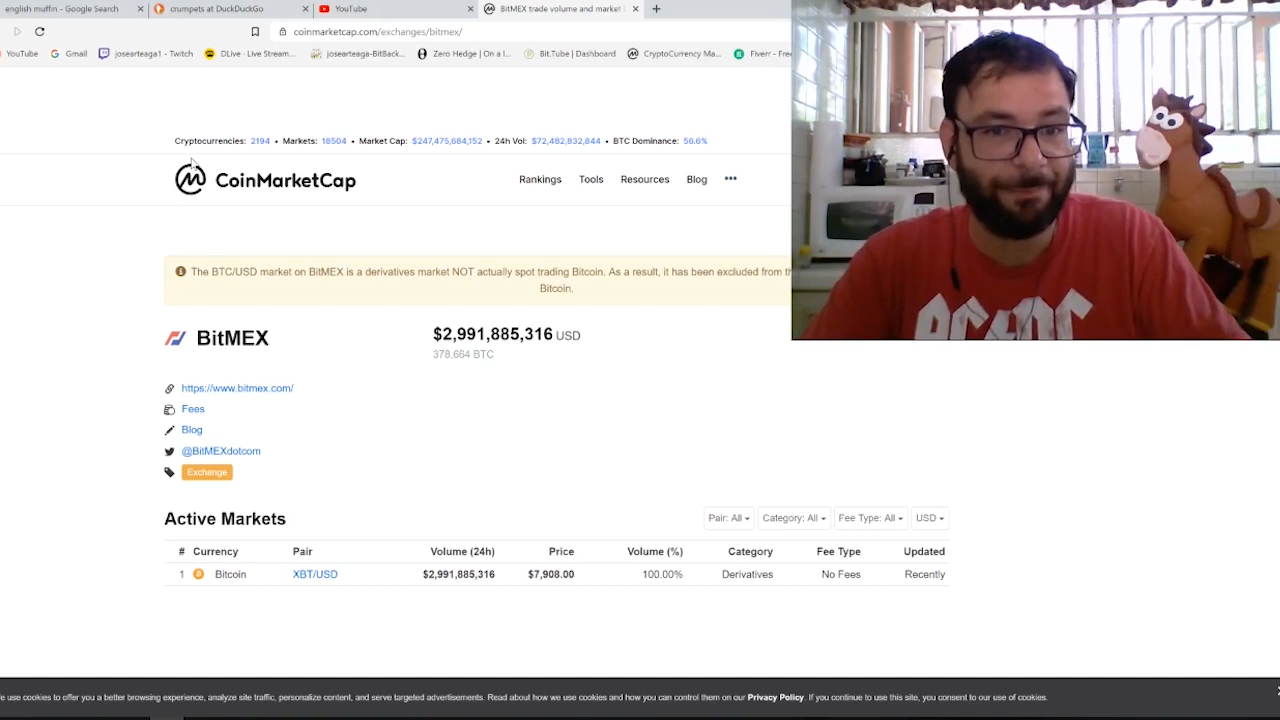 english muffin - Google Search
crumpets at DuckDuckGo
YouTube
BitMEX trade volume and market
coinmarketcap.com/exchanges/bitmex/
YouTube
Gmail
josearteaga1 - Twitch
DLive · Live Stream...
josearteaga-BitBack...
Zero Hedge | On a l...
Bit.Tube | Dashboard
CryptoCurrency Ma...
Fiverr - Free
Cryptocurrencies: 2194 • Markets: 18504 • Market Cap: $247,475,684,152 • 24h Vol: $72,482,832,844 • BTC Dominance: 56.6%
CoinMarketCap
Rankings Tools Resources Blog •••
The BTC/USD market on BitMEX is a derivatives market NOT actually spot trading Bitcoin. As a result, it has been excluded from th
Bitcoin.
BitMEX
$2,991,885,316 USD
378,664 BTC
https://www.bitmex.com/
Fees
Blog
@BitMEXdotcom
Exchange
Active Markets
Pair: All Category: All Fee Type: All USD
# Currency Pair Volume (24h) Price Volume (%) Category Fee Type Updated
1 Bitcoin XBT/USD $2,991,885,316 $7,908.00 100.00% Derivatives No Fees Recently
e use cookies to offer you a better browsing experience, analyze site traffic, personalize content, and serve targeted advertisements. Read about how we use cookies and how you can control them on our Privacy Policy. If you continue to use this site, you consent to our use of cookies.
AC DC